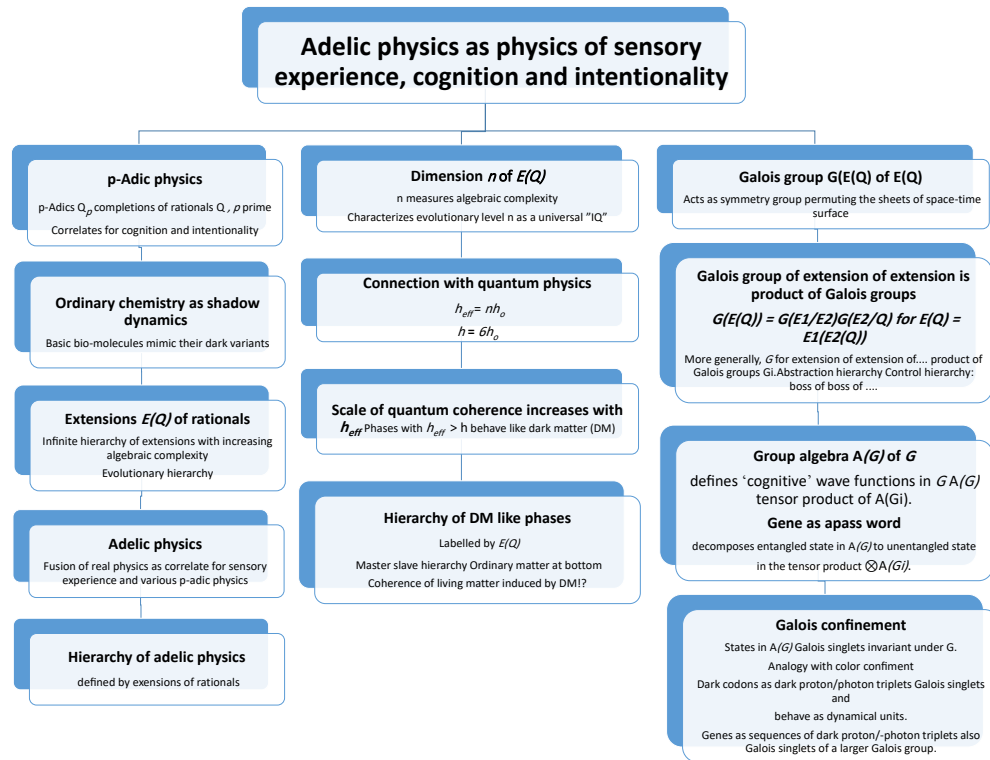 Adelic physics as physics of sensory
experience, cognition and intentionality
p-Adic physics
p-Adics Qp completions of rationals Q , p prime
Correlates for cognition and intentionality
Ordinary chemistry as shadow
dynamics
Basic bio-molecules mimic their dark variants
Extensions E(Q) of rationals
Infinite hierarchy of extensions with increasing
algebraic complexity
Evolutionary hierarchy
Adelic physics
Fusion of real physics as correlate for sensory
experience and various p-adic physics
Hierarchy of adelic physics
defined by exensions of rationals
Dimension n of E(Q)
n measures algebraic complexity
Characterizes evolutionary level n as a universal "IQ"
Connection with quantum physics
heff = nho
h = 6ho
Scale of quantum coherence increases with
heff Phases with heff > h behave like dark matter (DM)
Hierarchy of DM like phases
Labelled by E(Q)
Master slave hierarchy Ordinary matter at bottom
Coherence of living matter induced by DM!?
Galois group G(E(Q) of E(Q)
Acts as symmetry group permuting the sheets of space-time
surface
Galois group of extension of extension is
product of Galois groups
G(E(Q)) = G(E1/E2)G(E2/Q) for E(Q) =
E1(E2(Q))
More generally, G for extension of extension of.... product of
Galois groups Gi.Abstraction hierarchy Control hierarchy:
boss of boss of ....
Group algebra A(G) of G
defines ‘cognitive’ wave functions in G A(G)
tensor product of A(Gi).
Gene as apass word
decomposes entangled state in A(G) to unentangled state
in the tensor product ⊗A(Gi).
Galois confinement
States in A(G) Galois singlets invariant under G.
Analogy with color confiment
Dark codons as dark proton/photon triplets Galois singlets
and
behave as dynamical units.
Genes as sequences of dark proton/-photon triplets also
Galois singlets of a larger Galois group.